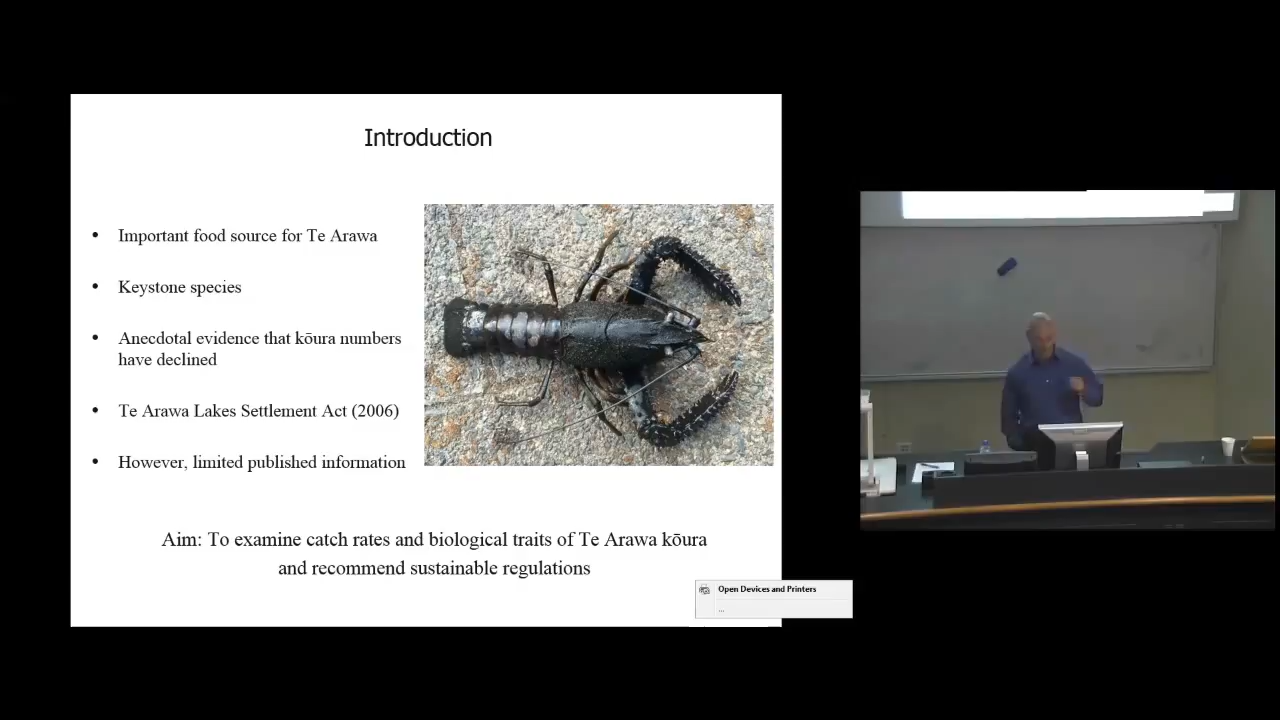 Introduction
• Important food source for Te Arawa
• Keystone species
• Anecdotal evidence that kōura numbers
have declined
• Te Arawa Lakes Settlement Act (2006)
• However, limited published information
Aim: To examine catch rates and biological traits of Te Arawa kōura
and recommend sustainable regulations
Open Devices and Printers
...